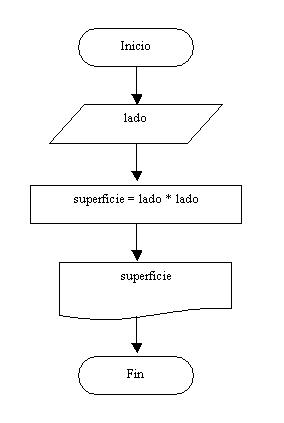 Inicio
lado
superficie = lado * lado
superficie
Fin